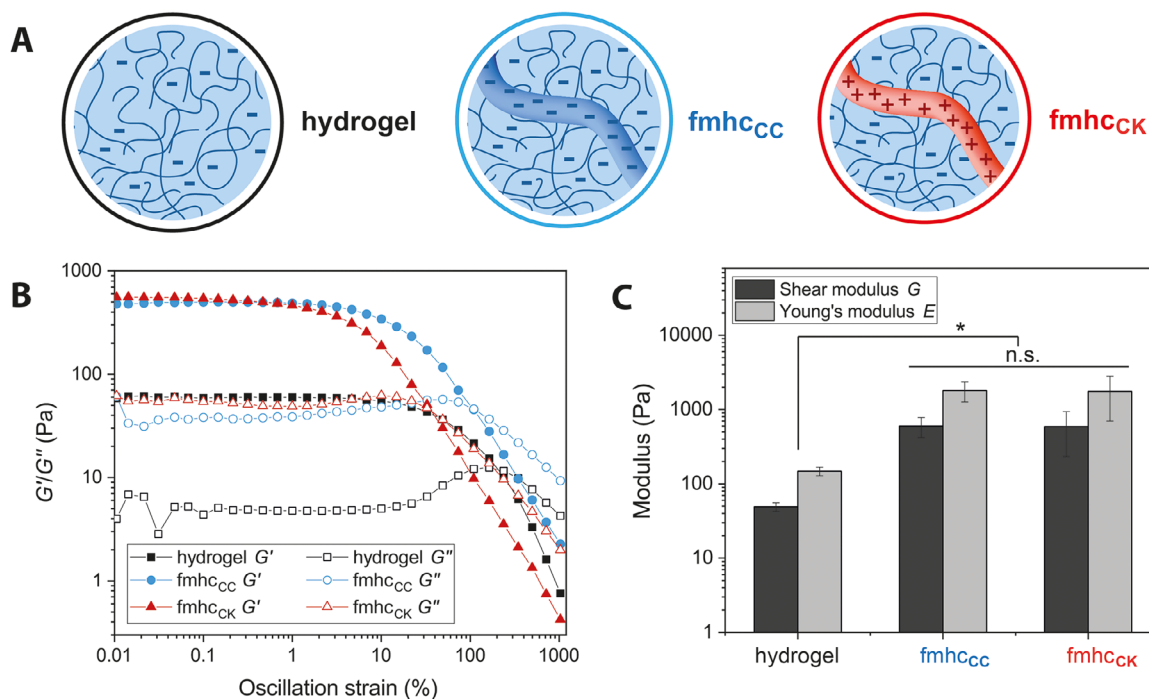 A
hydrogel
fmhcCC
fmhcCK
B
1000
100
10
1
G'/G'' (Pa)
hydrogel G' hydrogel G''
fmhcCC G' fmhcCC G''
fmhcCK G' fmhcCK G''
0.01 0.1 1 10 100 1000
Oscillation strain (%)
C
Shear modulus G
Young's modulus E
*
n.s.
10000
1000
100
10
1
Modulus (Pa)
hydrogel fmhcCC fmhcCK